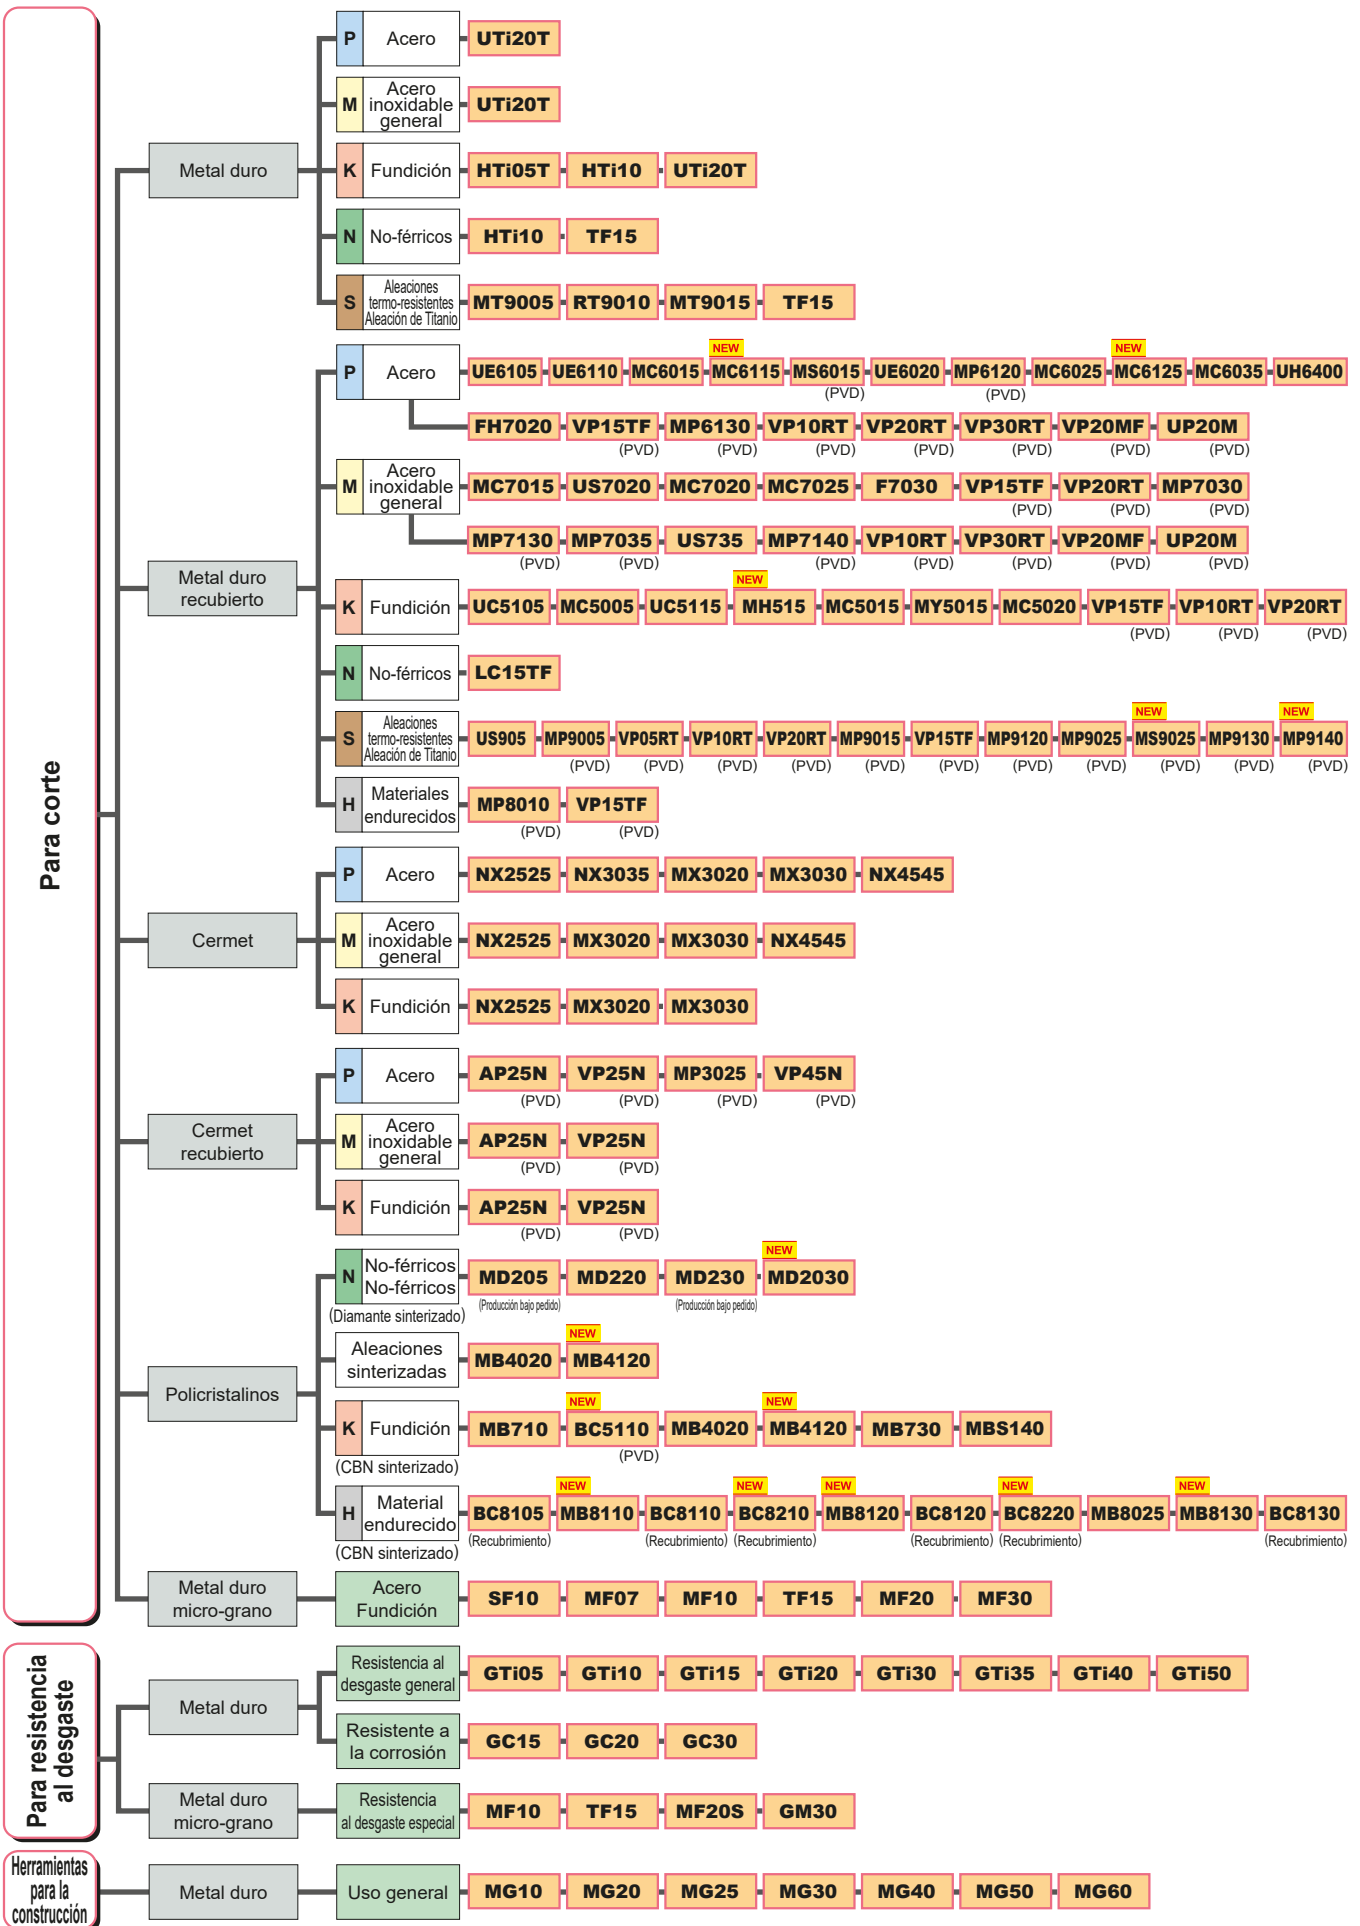 Para corte
Metal duro
P Acero UTi20T
M Acero
inoxidable
general UTi20T
K Fundición HTi05T HTi10 UTi20T
N No-férricos HTi10 TF15
S Aleaciones
termo-resistentes
Aleación de Titanio MT9005 RT9010 MT9015 TF15
Metal duro
recubierto
NEW NEW
P Acero UE6105 UE6110 MC6015 MC6115 MS6015 UE6020 MP6120 MC6025 MC6125 MC6035 UH6400
(PVD) (PVD)
FH7020 VP15TF MP6130 VP10RT VP20RT VP30RT VP20MF UP20M
(PVD) (PVD) (PVD) (PVD) (PVD) (PVD) (PVD)
M Acero
inoxidable
general MC7015 US7020 MC7020 MC7025 F7030 VP15TF VP20RT MP7030
(PVD) (PVD) (PVD)
MP7130 MP7035 US735 MP7140 VP10RT VP30RT VP20MF UP20M
(PVD) (PVD) (PVD) (PVD) (PVD) (PVD) (PVD)
NEW
K Fundición UC5105 MC5005 UC5115 MH515 MC5015 MY5015 MC5020 VP15TF VP10RT VP20RT
(PVD) (PVD) (PVD)
N No-férricos LC15TF
NEW NEW
S Aleaciones
termo-resistentes
Aleación de Titanio US905 MP9005 VP05RT VP10RT VP20RT MP9015 VP15TF MP9120 MP9025 MS9025 MP9130 MP9140
(PVD) (PVD) (PVD) (PVD) (PVD) (PVD) (PVD) (PVD) (PVD) (PVD) (PVD)
H Materiales
endurecidos MP8010 VP15TF
(PVD) (PVD)
Cermet
P Acero NX2525 NX3035 MX3020 MX3030 NX4545
M Acero
inoxidable
general NX2525 MX3020 MX3030 NX4545
K Fundición NX2525 MX3020 MX3030
Cermet
recubierto
P Acero AP25N VP25N MP3025 VP45N
(PVD) (PVD) (PVD) (PVD)
M Acero
inoxidable
general AP25N VP25N
(PVD) (PVD)
K Fundición AP25N VP25N
(PVD) (PVD)
Policristalinos
NEW
N No-férricos
No-férricos MD205 MD220 MD230 MD2030
(Diamante sinterizado) (Producción bajo pedido) (Producción bajo pedido)
NEW
Aleaciones
sinterizadas MB4020 MB4120
NEW NEW
K Fundición MB710 BC5110 MB4020 MB4120 MB730 MBS140
(CBN sinterizado) (PVD)
NEW NEW NEW NEW NEW
H Material
endurecido BC8105 MB8110 BC8110 BC8210 MB8120 BC8120 BC8220 MB8025 MB8130 BC8130
(CBN sinterizado) (Recubrimiento) (Recubrimiento) (Recubrimiento) (Recubrimiento) (Recubrimiento) (Recubrimiento)
Metal duro
micro-grano
Acero
Fundición SF10 MF07 MF10 TF15 MF20 MF30
Para resistencia
al desgaste
Metal duro
Resistencia al
desgaste general GTi05 GTi10 GTi15 GTi20 GTi30 GTi35 GTi40 GTi50
Resistente a
la corrosión GC15 GC20 GC30
Metal duro
micro-grano
Resistencia
al desgaste especial MF10 TF15 MF20S GM30
Herramientas
para la
construcción
Metal duro
Uso general MG10 MG20 MG25 MG30 MG40 MG50 MG60